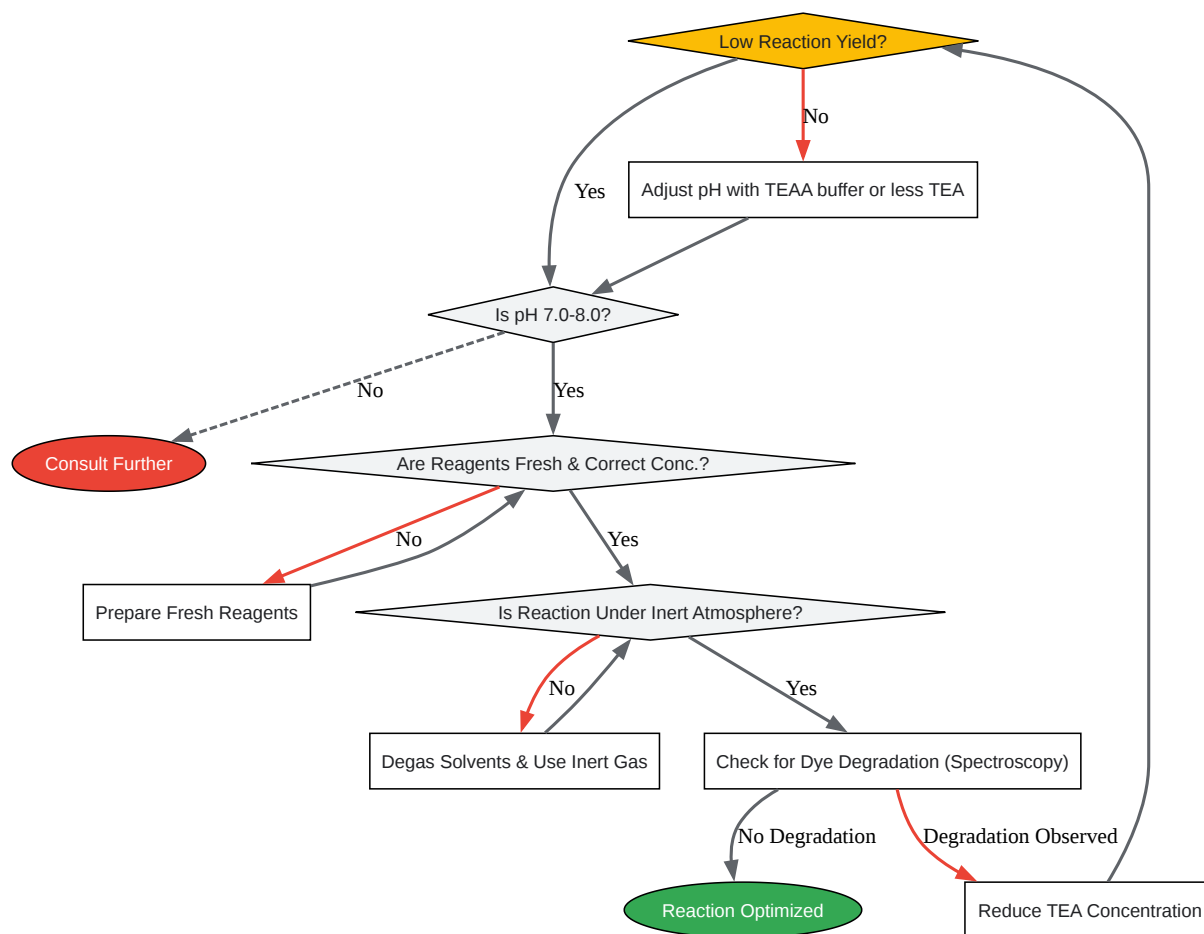 Low Reaction Yield?
No
Adjust pH with TEAA buffer or less TEA
Yes
Is pH 7.0-8.0?
No
Yes
Consult Further
Are Reagents Fresh & Correct Conc.?
No
Yes
Prepare Fresh Reagents
Is Reaction Under Inert Atmosphere?
No
Yes
Degas Solvents & Use Inert Gas
Check for Dye Degradation (Spectroscopy)
No Degradation
Degradation Observed
Reaction Optimized
Reduce TEA Concentration